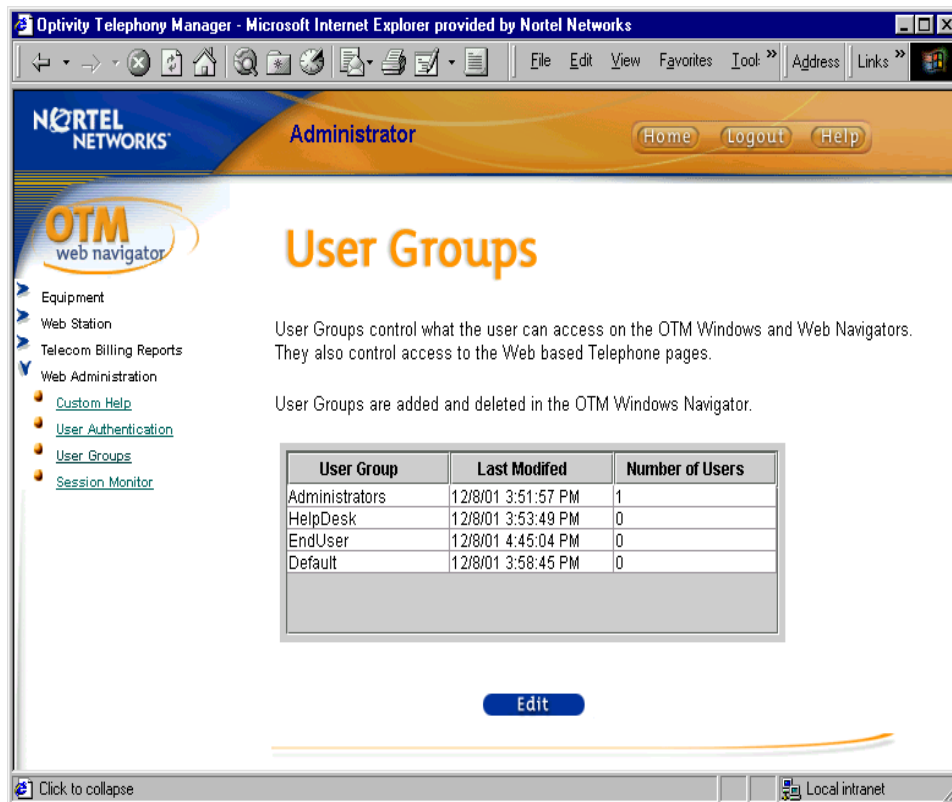 Optivity Telephony Manager - Microsoft Internet Explorer provided by Nortel Networks
File Edit View Favorites Tool: » Address Links »
NORTEL
NETWORKS
Administrator
Home Logout Help
OTM
web navigator
Equipment
Web Station
Telecom Billing Reports
Web Administration
Custom Help
User Authentication
User Groups
Session Monitor
User Groups
User Groups control what the user can access on the OTM Windows and Web Navigators.
They also control access to the Web based Telephone pages.
User Groups are added and deleted in the OTM Windows Navigator.
User Group Last Modifed Number of Users
Administrators 12/8/01 3:51:57 PM 1
HelpDesk 12/8/01 3:53:49 PM 0
EndUser 12/8/01 4:45:04 PM 0
Default 12/8/01 3:58:45 PM 0
Edit
Click to collapse
Local intranet